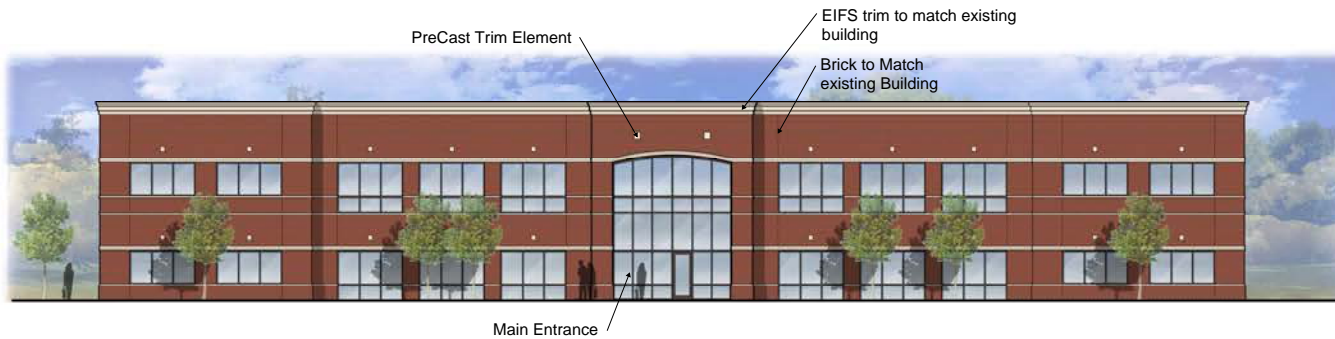 EIFS trim to match existing
building
PreCast Trim Element
Brick to Match
existing Building
Main Entrance